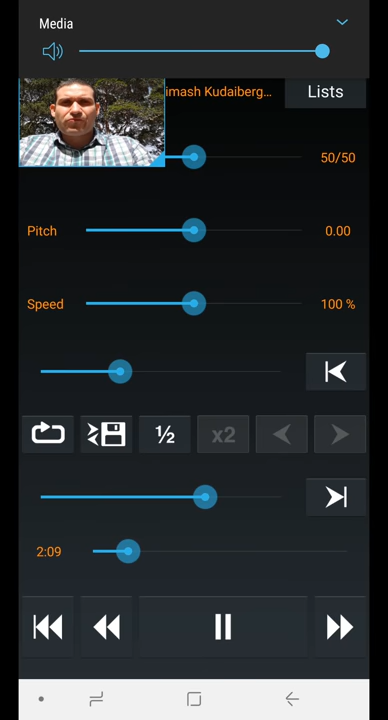 Media
imash Kudaiberg...
Lists
50/50
Pitch
0.00
Speed
100 %
½
x2
2:09